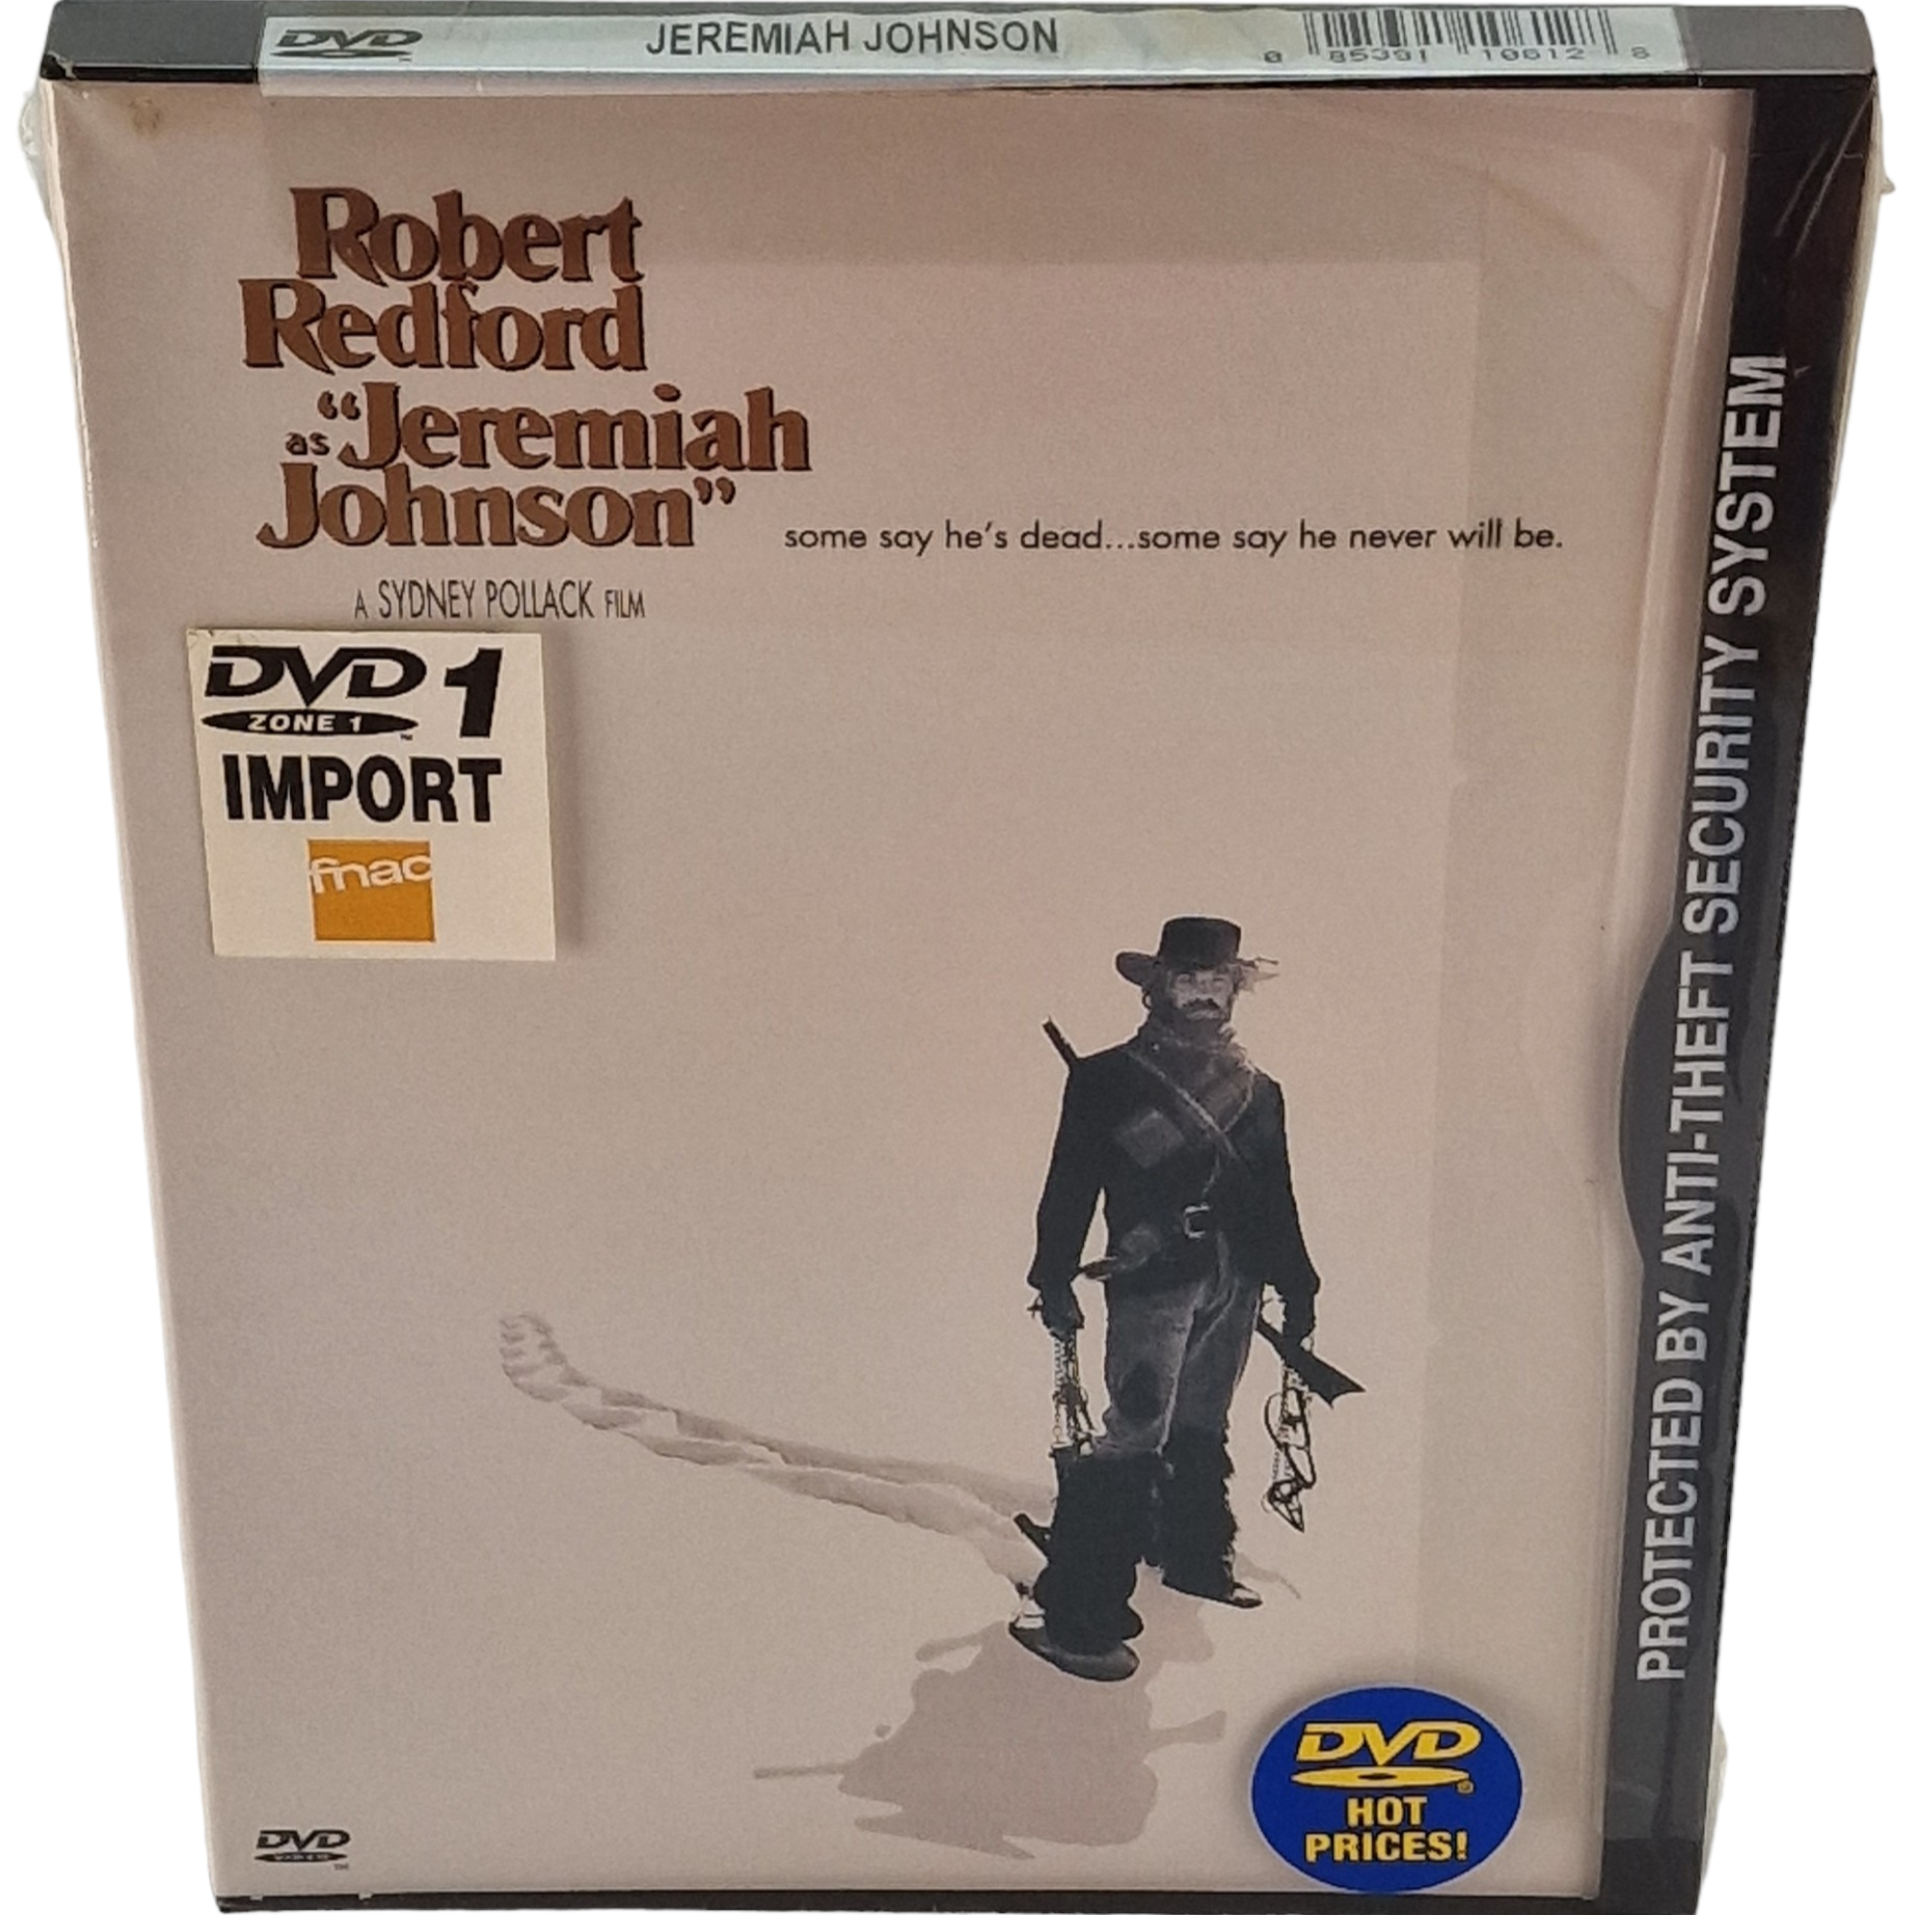 DVD
JEREMIAH JOHNSON
0 85391 10612 8
Robert
Redford
as "Jeremiah
Johnson"
some say he's dead...some say he never will be.
A SYDNEY POLLACK FILM
DVD 1
ZONE 1 ™
IMPORT
fnac
PROTECTED BY ANTI-THEFT SECURITY SYSTEM
DVD
HOT
PRICES!
DVD